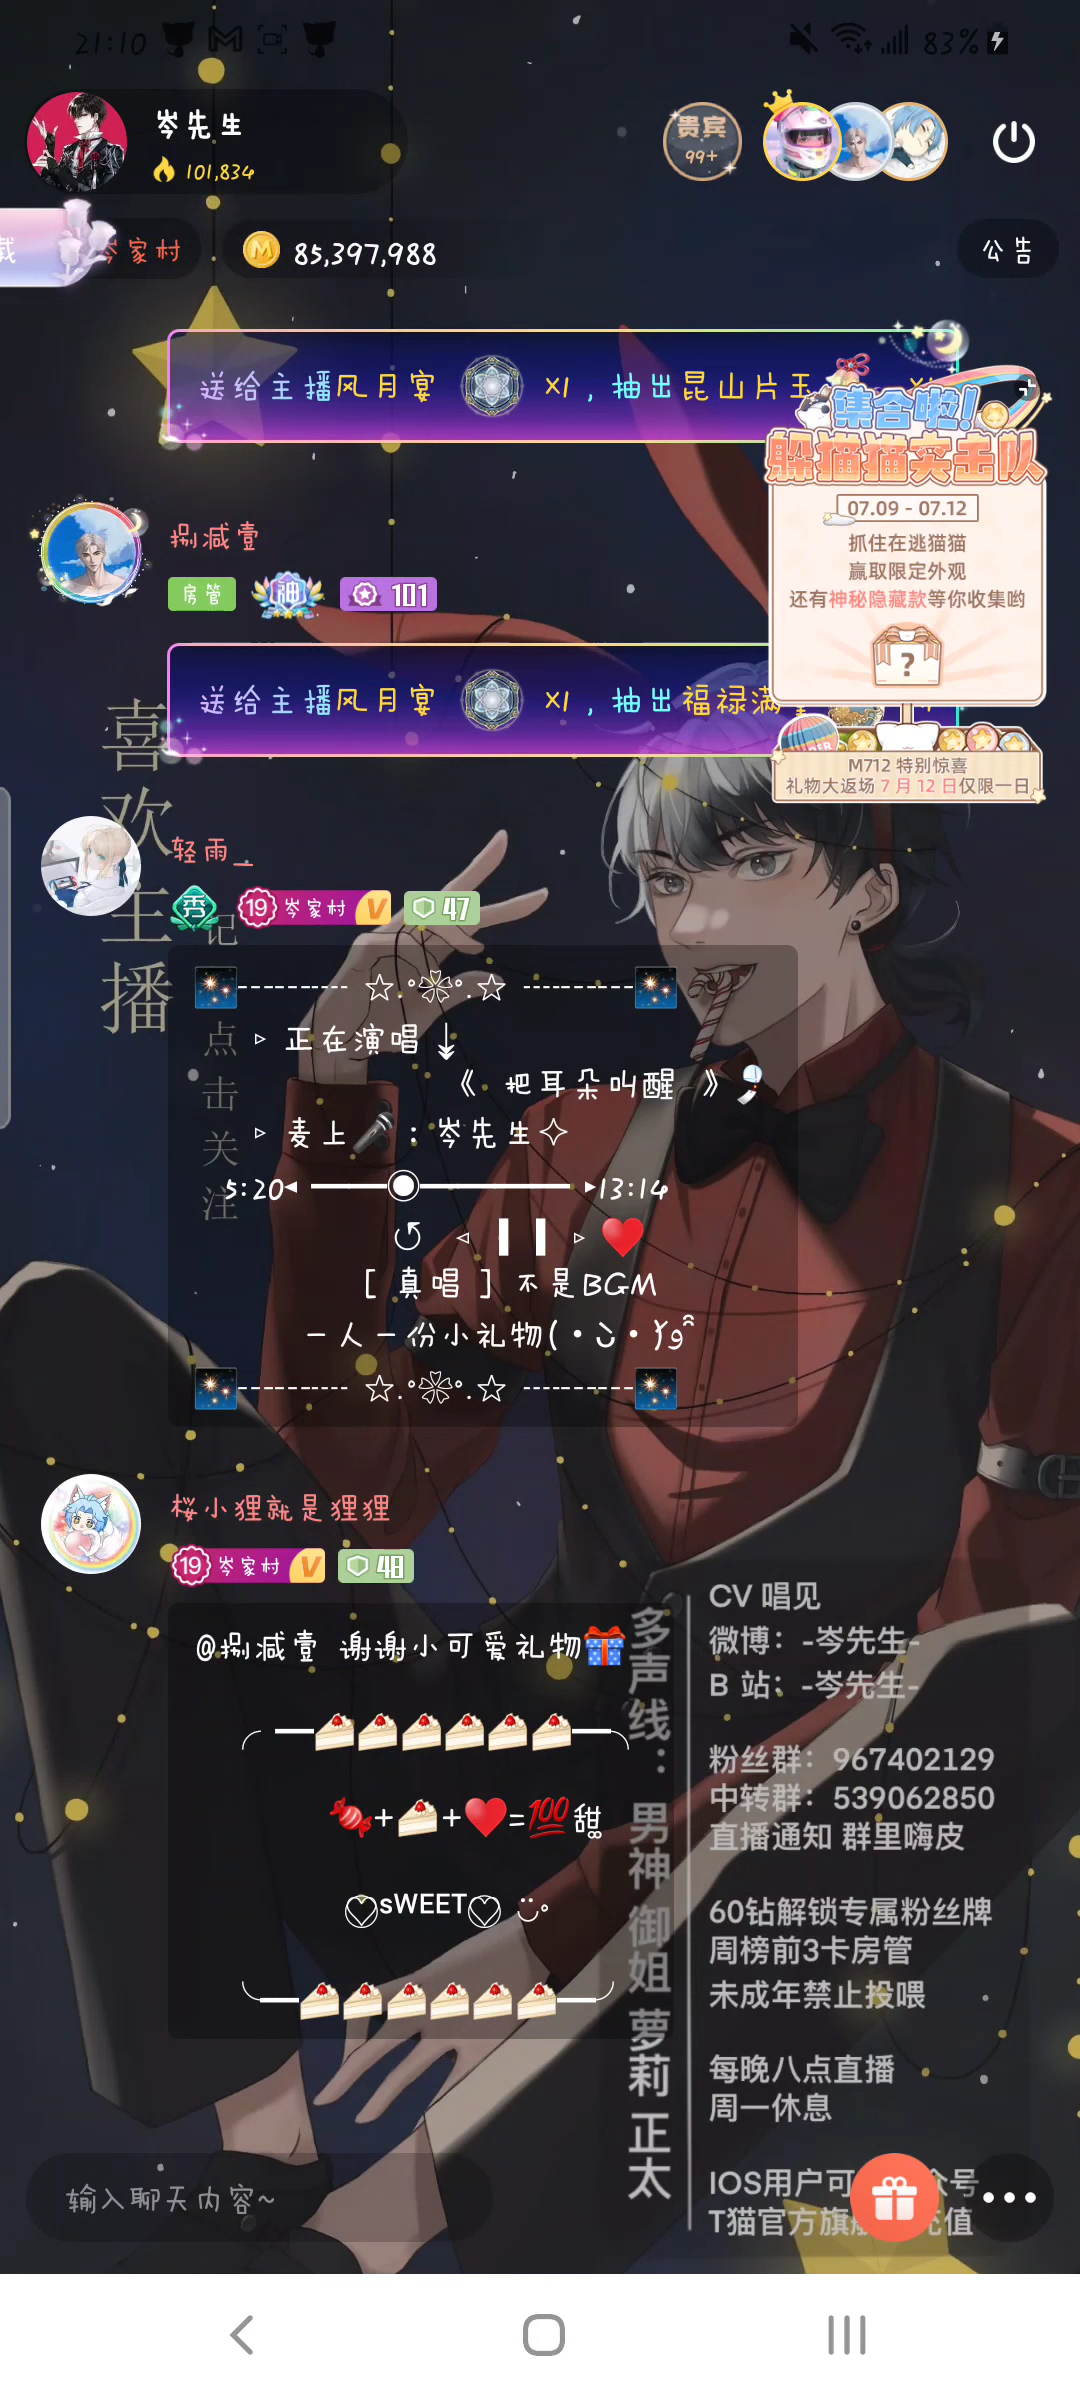 21:10
83%
岑先生
101,834
贵宾
99+
载
岑家村
85,397,988
公告
送给主播风月宴 X1，抽出昆山片玉
集合啦!
躲猫猫突击队
07.09 - 07.12
抓住在逃猫猫
赢取限定外观
还有神秘隐藏款等你收集哟
?
M712 特别惊喜
礼物大返场 7 月 12 日仅限一日
捌减壹
房管 神 101
送给主播风月宴 X1，抽出福禄满
喜欢主播
记
点击关注
轻雨_
秀 19 岑家村 V 47
----------- ☆.°❀°.☆ -----------
▹ 正在演唱 ↡
《 把耳朵叫醒 》🎐
▹ 麦上🎤：岑先生✧
5:20◂ ▸13:14
↺ ◃ ▌▐ ▹ ♥️
[ 真唱 ] 不是BGM
一人一份小礼物(・ᴗ・)
----------- ☆.°❀°.☆ -----------
桜小狸就是狸狸
19 岑家村 V 48
@捌减壹 谢谢小可爱礼物🎁
╭ ━🍰🍰🍰🍰🍰🍰━╮
🍬+🍰+♥️=💯甜
♡sWEET♡
╰━🍰🍰🍰🍰🍰🍰━╯
多声线：男神 御姐 萝莉 正太
CV 唱见
微博：-岑先生-
B 站：-岑先生-
粉丝群：967402129
中转群：539062850
直播通知 群里嗨皮
60钻解锁专属粉丝牌
周榜前3卡房管
未成年禁止投喂
每晚八点直播
周一休息
IOS用户可 众号
T猫官方旗 充值
输入聊天内容~